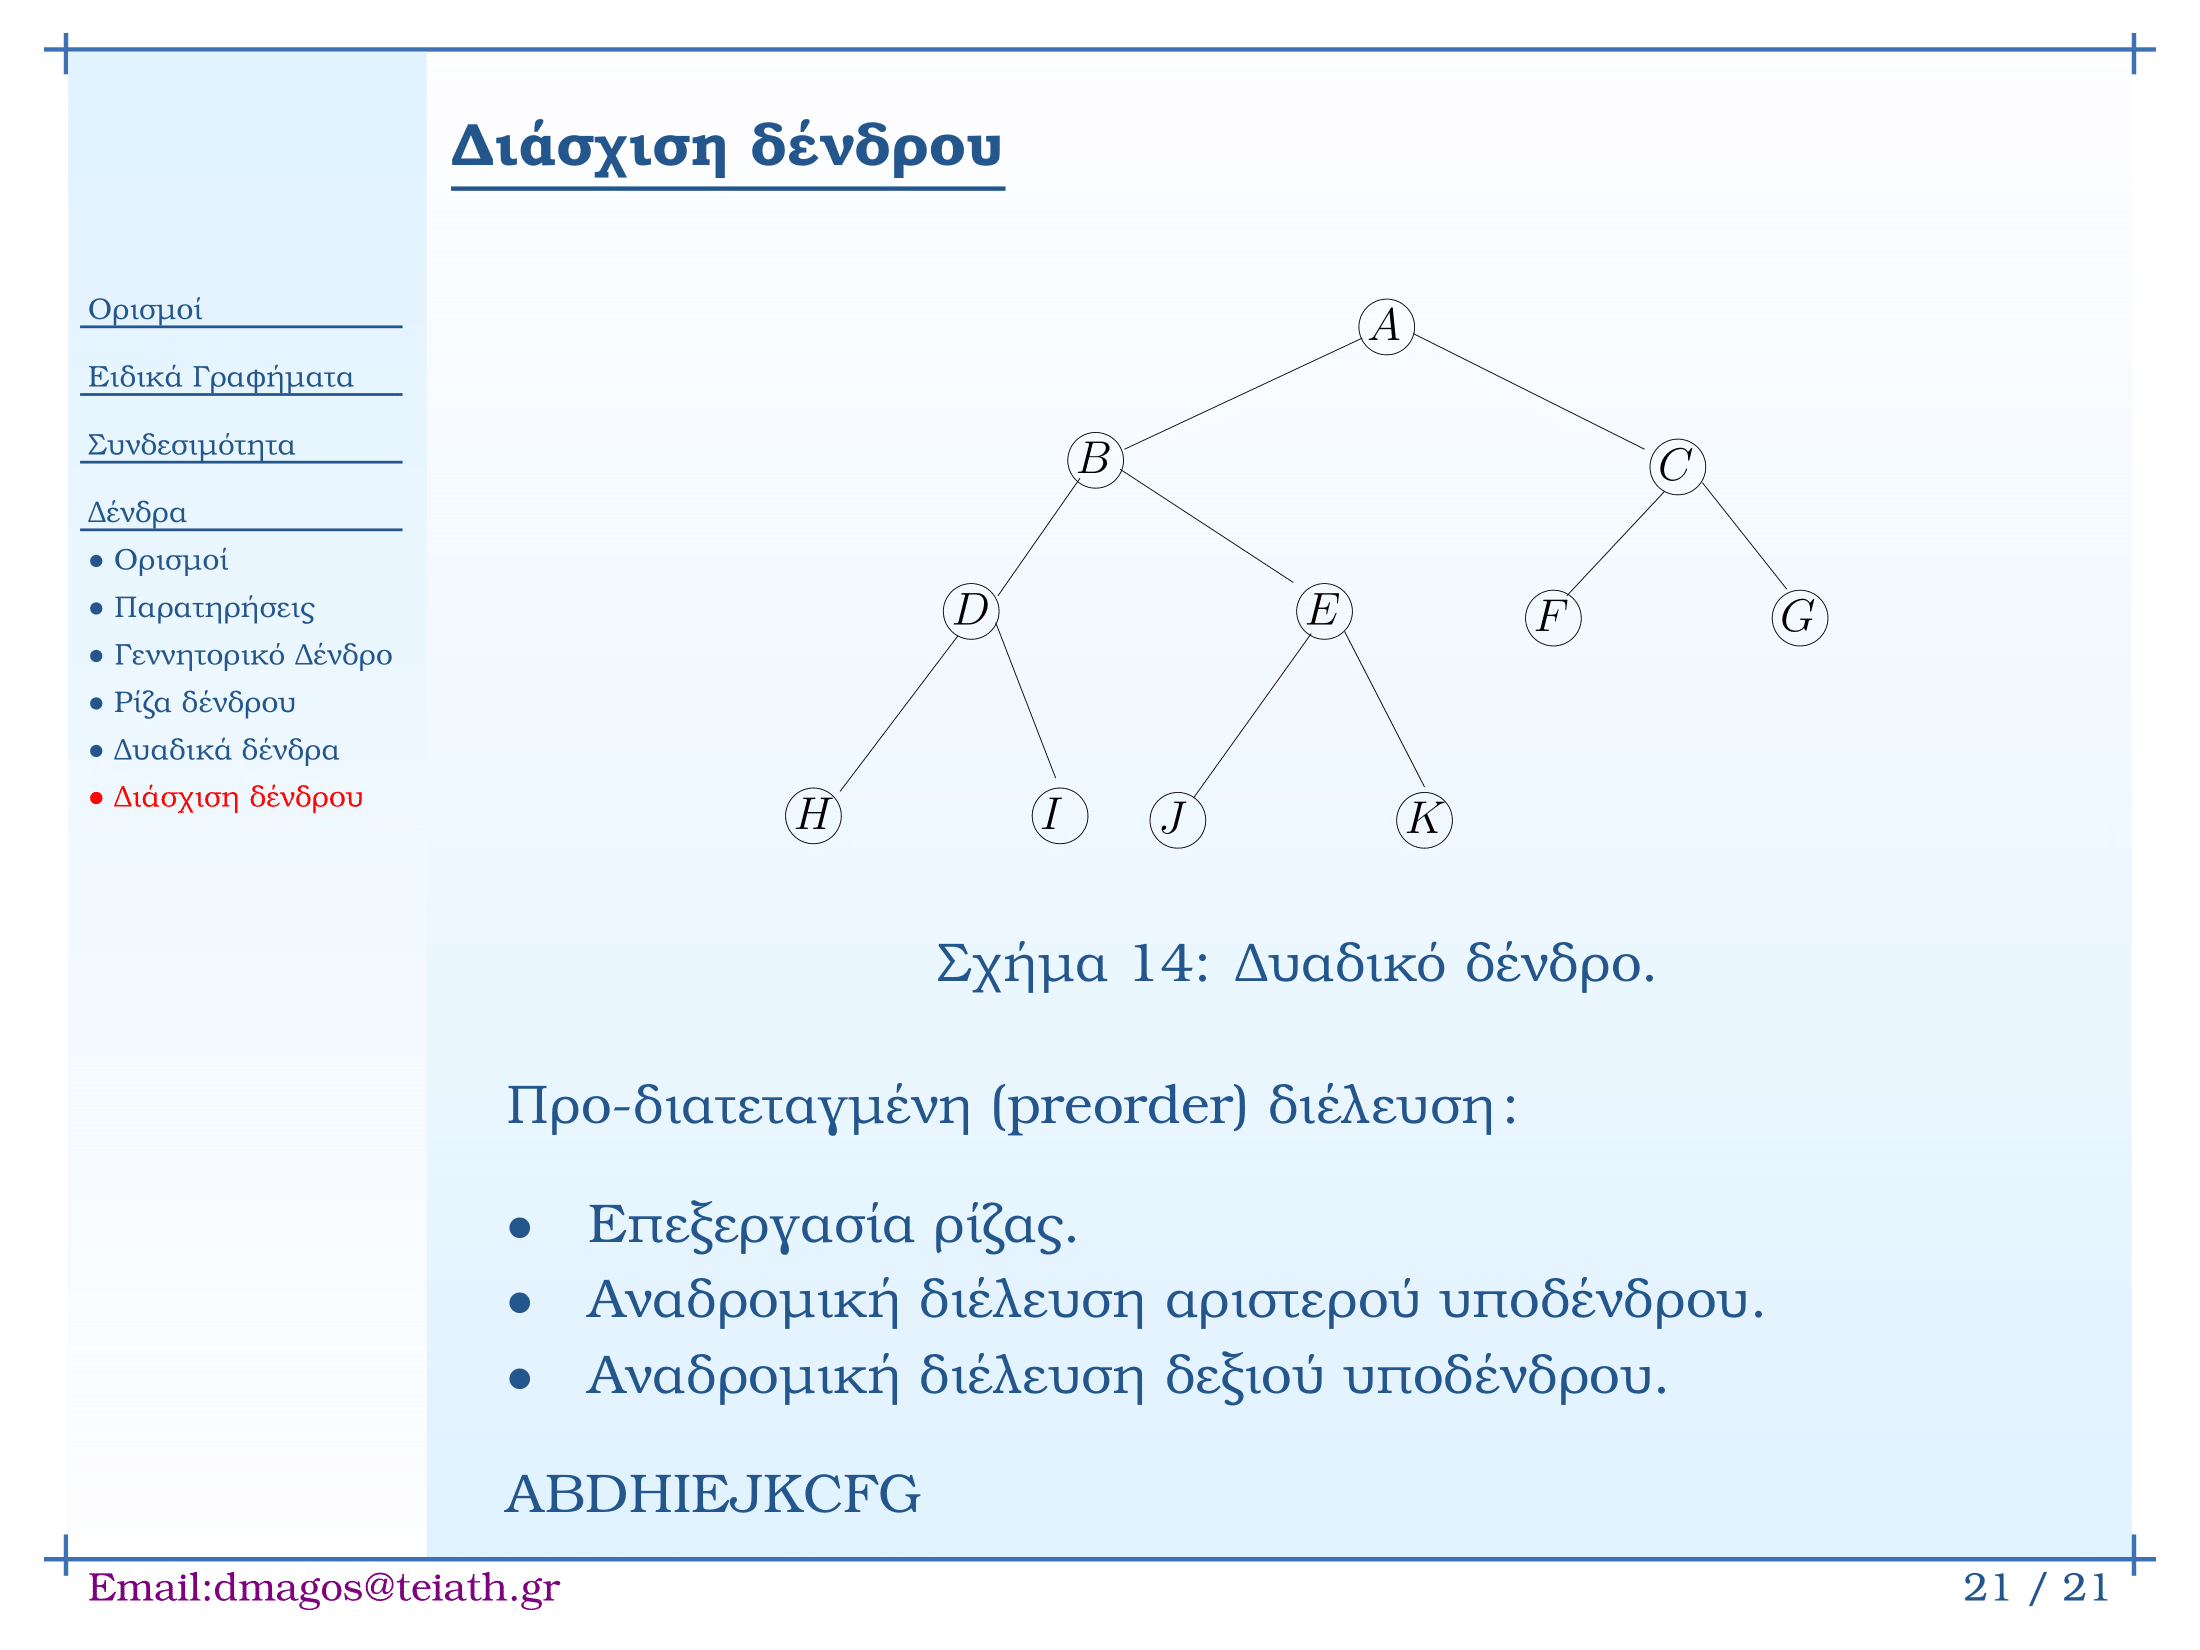 Διάσχιση δένδρου
Ορισμοί
Ειδικά Γραφήματα
Συνδεσιμότητα
Δένδρα
• Ορισμοί
• Παρατηρήσεις
• Γεννητορικό Δένδρο
• Ρίζα δένδρου
• Δυαδικά δένδρα
• Διάσχιση δένδρου
A
B C
D E F G
H I J K
Σχήμα 14: Δυαδικό δένδρο.
Προ-διατεταγμένη (preorder) διέλευση:
• Επεξεργασία ρίζας.
• Αναδρομική διέλευση αριστερού υποδένδρου.
• Αναδρομική διέλευση δεξιού υποδένδρου.
ABDHIEJKCFG
Email:dmagos@teiath.gr
21 / 21